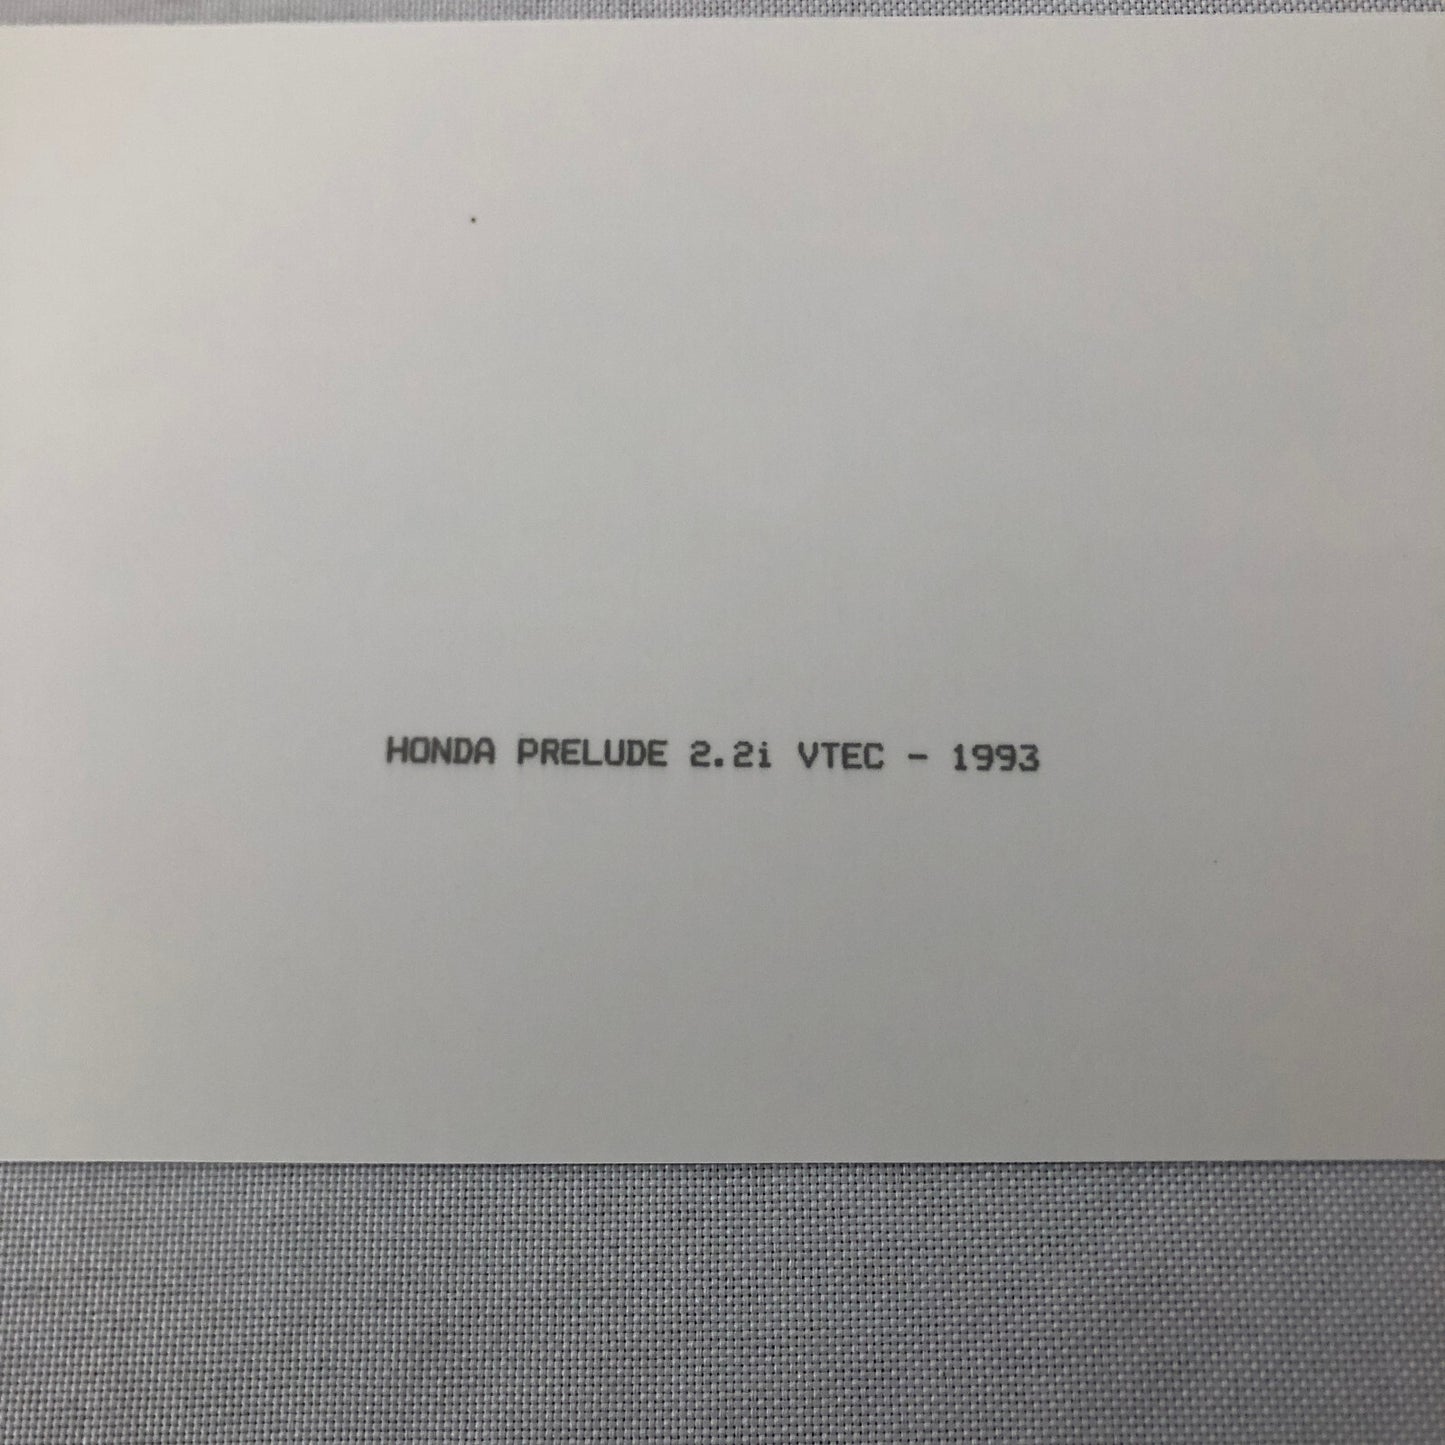 HONDA PRELUDE 2.2i VTEC - 1993